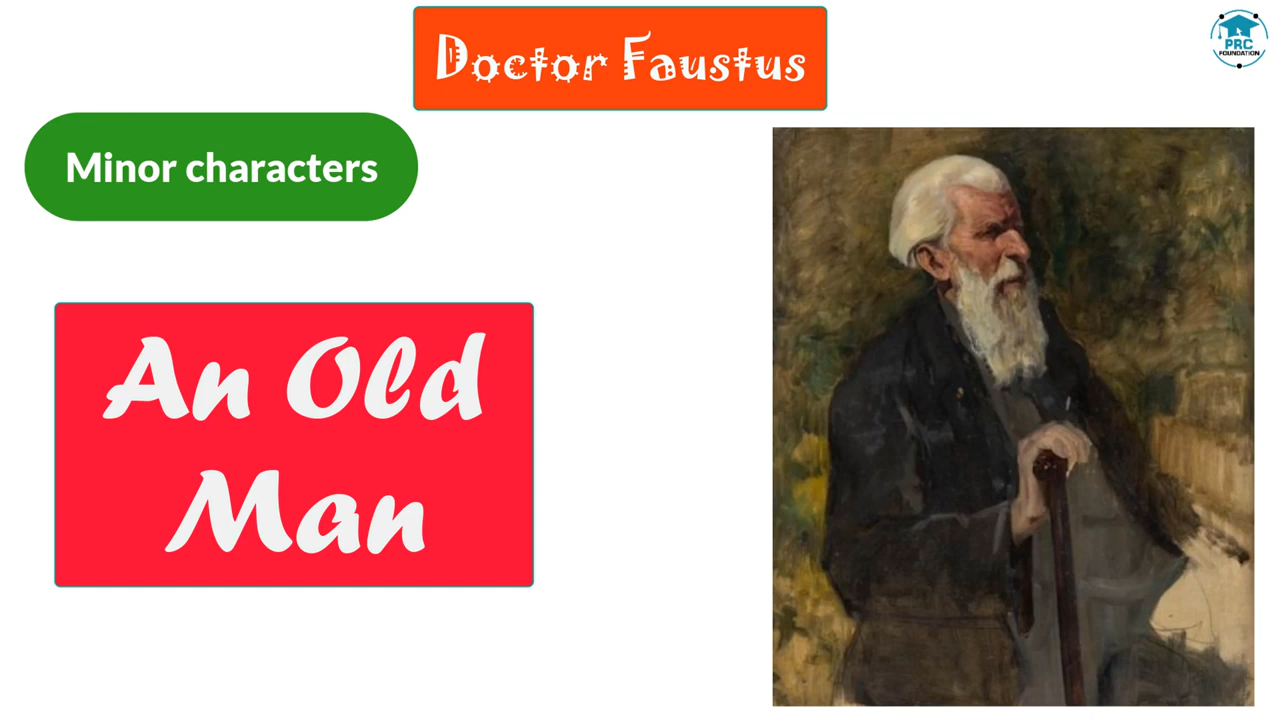 Doctor Faustus
PRC
FOUNDATION
Minor characters
An Old
Man